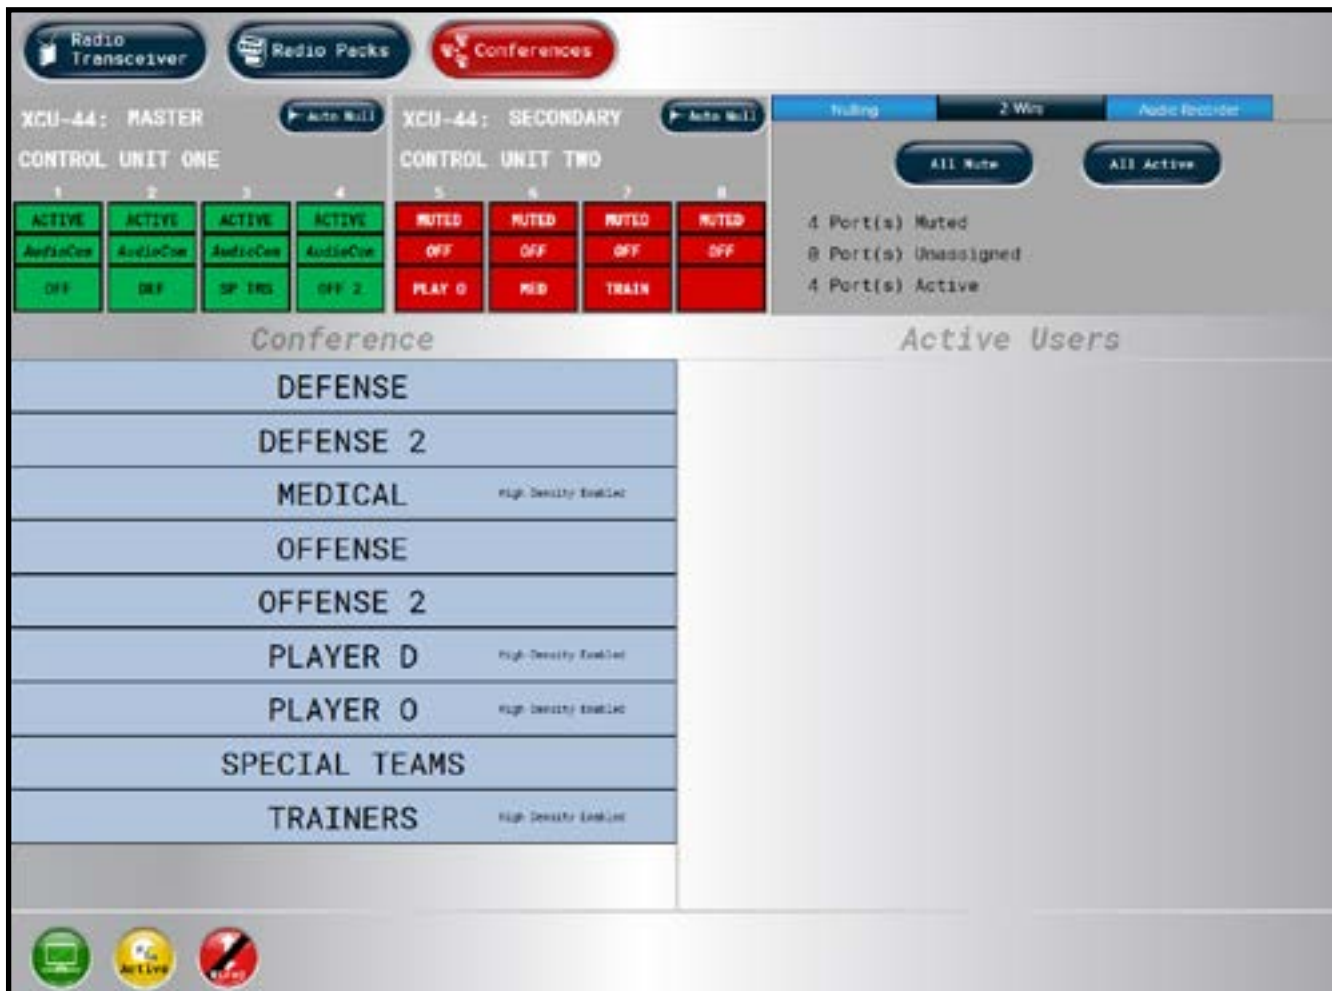 Radio
Transceiver
Radio Packs
Conferences
XCU-44: MASTER
Auto Null
CONTROL UNIT ONE
1 2 3 4
ACTIVE ACTIVE ACTIVE ACTIVE
AudioCom AudioCom AudioCom AudioCom
OFF DEF SP TMS OFF 2
XCU-44: SECONDARY
Auto Null
CONTROL UNIT TWO
5 6 7 8
MUTED MUTED MUTED MUTED
OFF OFF OFF OFF
PLAY O MED TRAIN
Nulling 2 Wire Audio Recorder
All Mute All Active
4 Port(s) Muted
0 Port(s) Unassigned
4 Port(s) Active
Conference
Active Users
DEFENSE
DEFENSE 2
MEDICAL High Density Enabled
OFFENSE
OFFENSE 2
PLAYER D High Density Enabled
PLAYER O High Density Enabled
SPECIAL TEAMS
TRAINERS High Density Enabled
Active